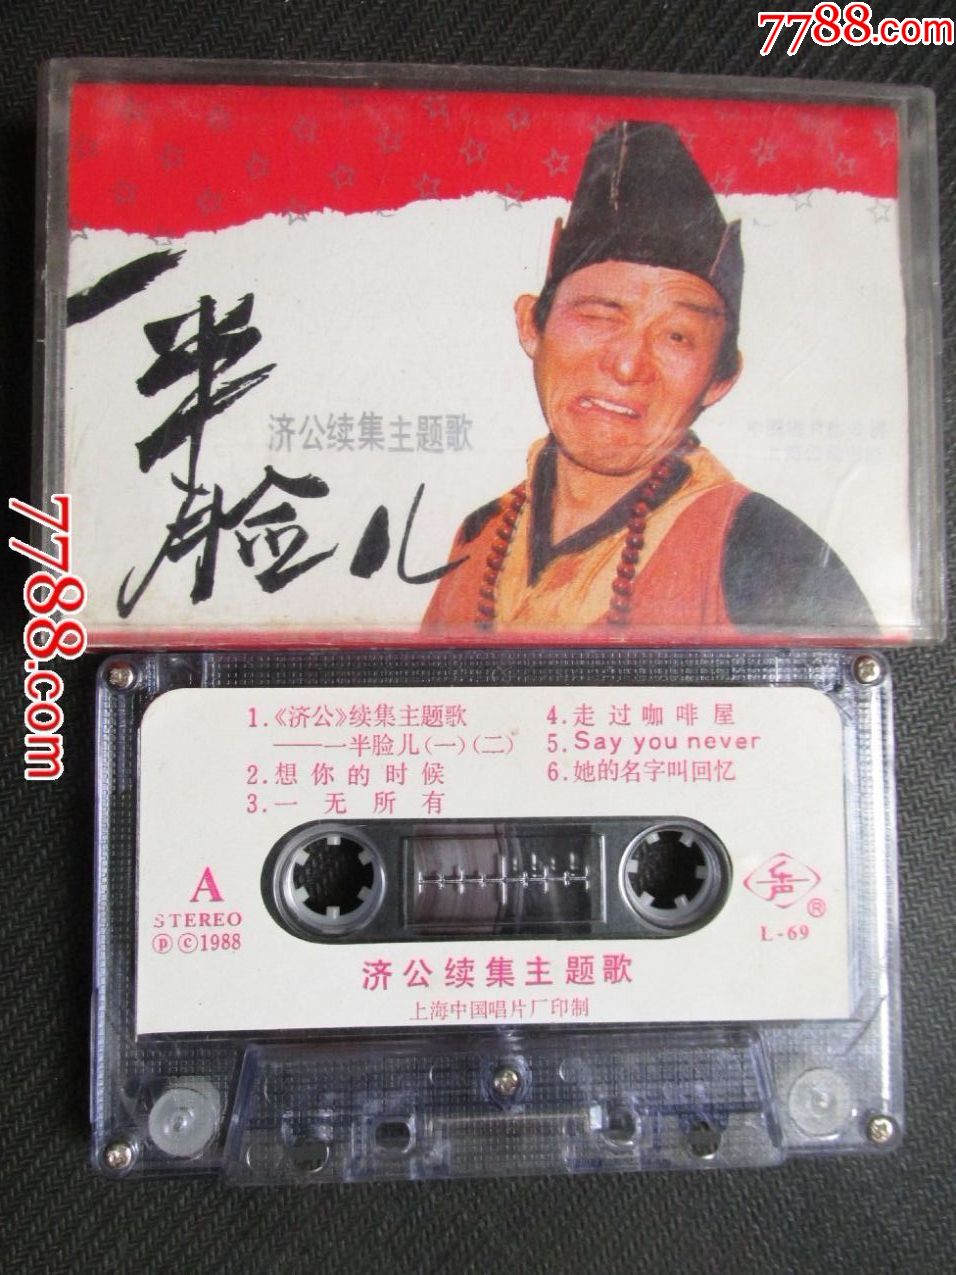 7788.com
一半脸儿
济公续集主题歌
7788.com
1.《济公》续集主题歌
——一半脸儿(一)(二)
2.想你的时候
3.一无所有
4.走过咖啡屋
5.Say you never
6.她的名字叫回忆
A
STEREO
Ⓟ©1988
®
L-69
济公续集主题歌
上海中国唱片厂印制